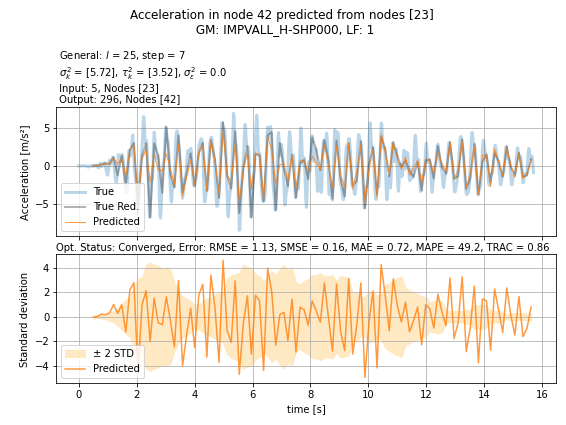 Acceleration in node 42 predicted from nodes [23]
GM: IMPVALL_H-SHP000, LF: 1
General: l = 25, step = 7
σ²ₖ = [5.72], τ²ₖ = [3.52], σ²ε = 0.0
Input: 5, Nodes [23]
Output: 296, Nodes [42]
Acceleration [m/s²]
5
0
−5
True
True Red.
Predicted
Opt. Status: Converged, Error: RMSE = 1.13, SMSE = 0.16, MAE = 0.72, MAPE = 49.2, TRAC = 0.86
Standard deviation
4
2
0
−2
−4
± 2 STD
Predicted
0 2 4 6 8 10 12 14 16
time [s]